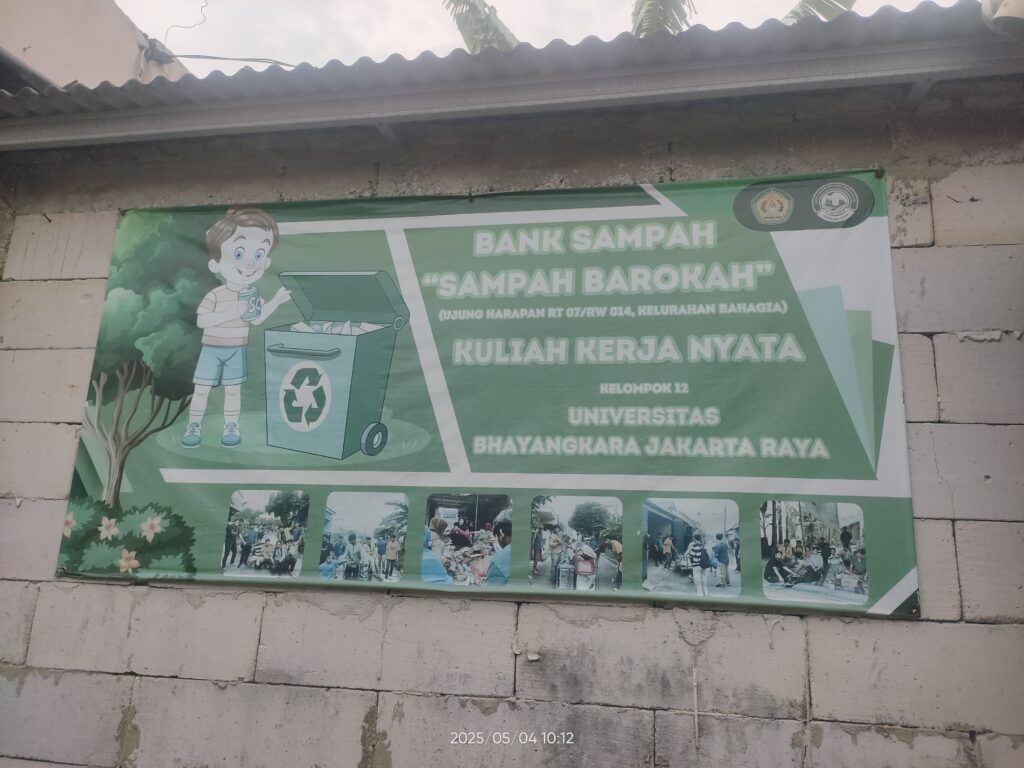 BANK SAMPAH
"SAMPAH BAROKAH"
(UJUNG HARAPAN RT 07/RW 014, KELURAHAN BAHAGIA)
KULIAH KERJA NYATA
KELOMPOK 12
UNIVERSITAS
BHAYANGKARA JAKARTA RAYA
2025/05/04 10:12